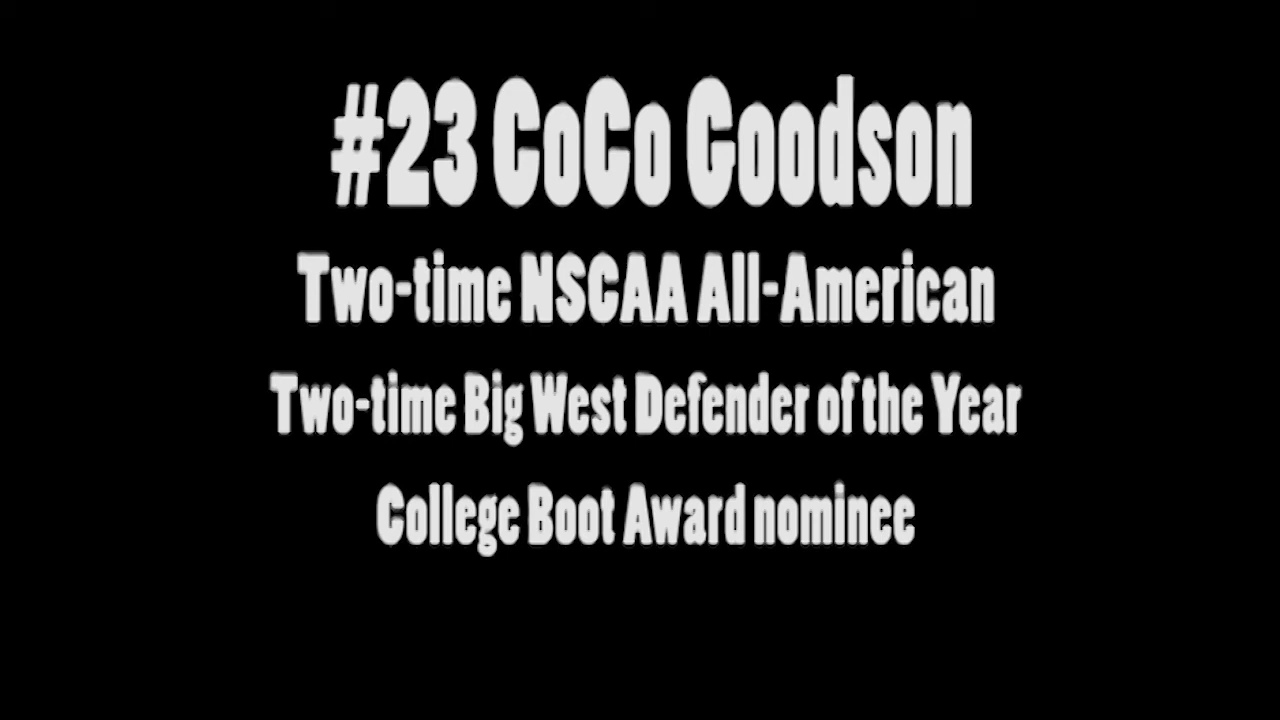 #23 CoCo Goodson
Two-time NSCAA All-American
Two-time Big West Defender of the Year
College Boot Award nominee